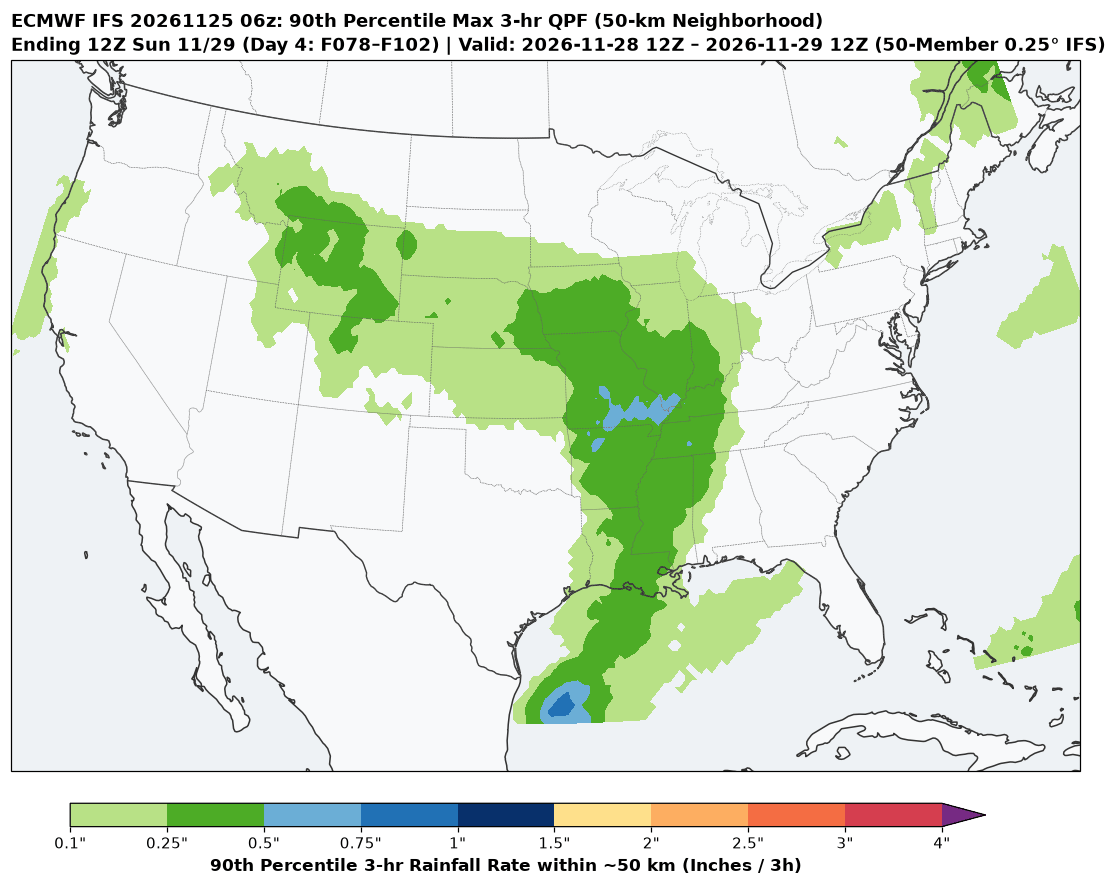 ECMWF IFS 20261125 06z: 90th Percentile Max 3-hr QPF (50-km Neighborhood)
Ending 12Z Sun 11/29 (Day 4: F078–F102) | Valid: 2026-11-28 12Z – 2026-11-29 12Z (50-Member 0.25° IFS)
0.1" 0.25" 0.5" 0.75" 1" 1.5" 2" 2.5" 3" 4"
90th Percentile 3-hr Rainfall Rate within ~50 km (Inches / 3h)